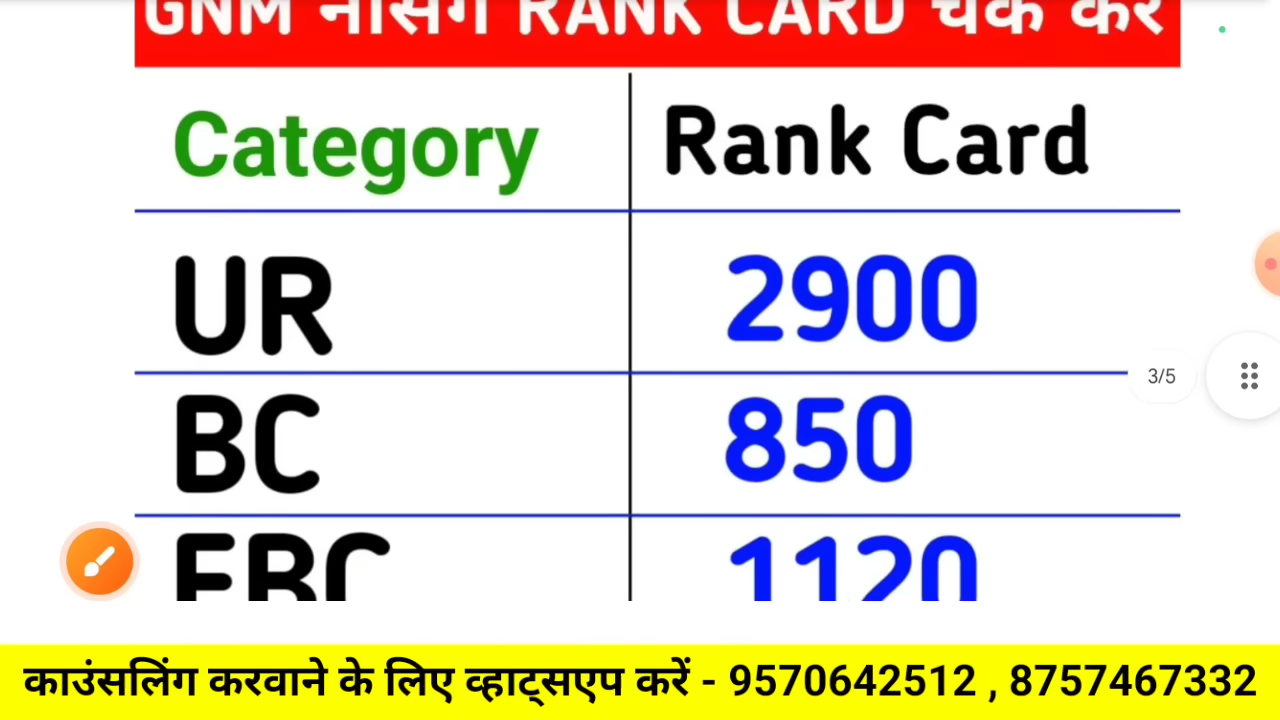 GNM नर्सिंग RANK CARD चेक करें
Category Rank Card
UR 2900
BC 850
3/5
EBC 1120
काउंसलिंग करवाने के लिए व्हाट्सएप करें - 9570642512 , 8757467332